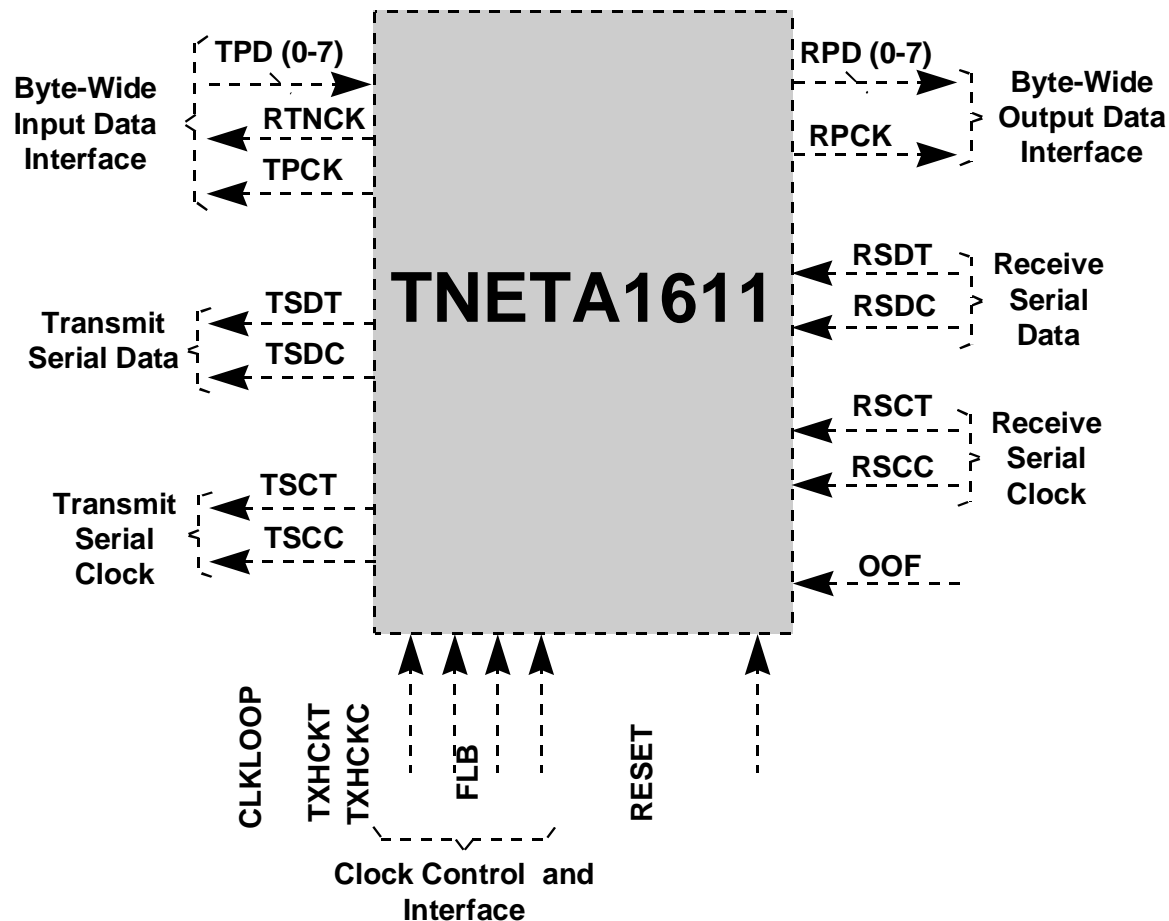 TPD (0-7)
Byte-Wide
Input Data
Interface
RTNCK
TPCK
RPD (0-7)
RPCK
Byte-Wide
Output Data
Interface
TNETA1611
TSDT
TSDC
Transmit
Serial Data
RSDT
RSDC
Receive
Serial
Data
TSCT
TSCC
Transmit
Serial
Clock
RSCT
RSCC
Receive
Serial
Clock
OOF
CLKLOOP
TXHCKT
TXHCKC
FLB
RESET
Clock Control and
Interface